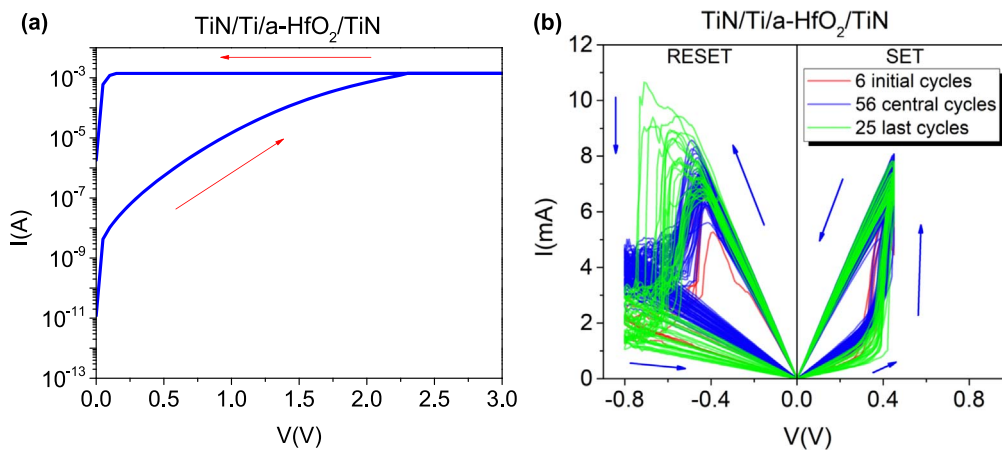 (a)
TiN/Ti/a-HfO₂/TiN
10⁻¹
10⁻³
10⁻⁵
10⁻⁷
10⁻⁹
10⁻¹¹
10⁻¹³
I(A)
0.0 0.5 1.0 1.5 2.0 2.5 3.0
V(V)
(b)
TiN/Ti/a-HfO₂/TiN
RESET SET
6 initial cycles
56 central cycles
25 last cycles
12
10
8
6
4
2
0
I(mA)
-0.8 -0.4 0.0 0.4 0.8
V(V)